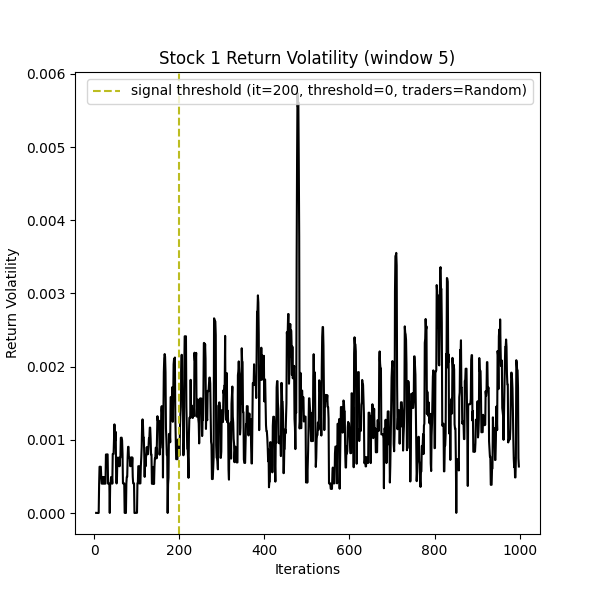 Stock 1 Return Volatility (window 5)
signal threshold (it=200, threshold=0, traders=Random)
Return Volatility
0.006
0.005
0.004
0.003
0.002
0.001
0.000
0 200 400 600 800 1000
Iterations